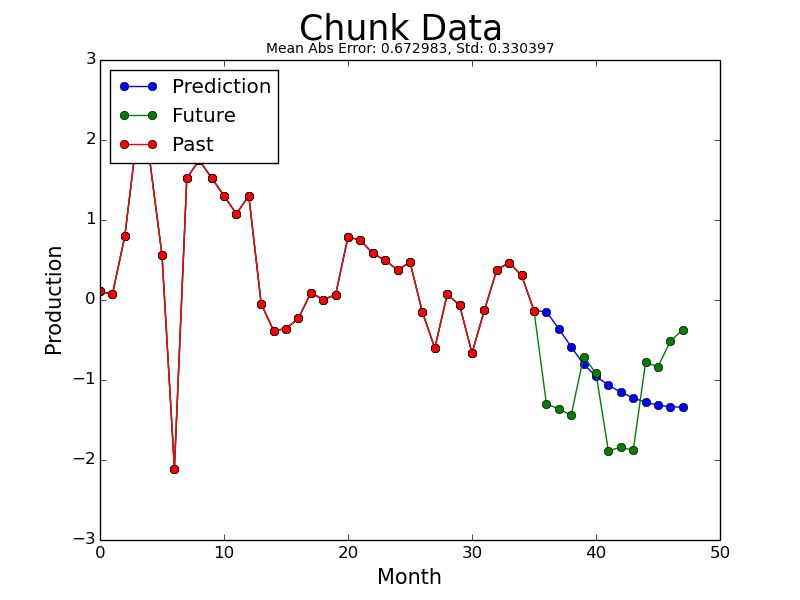 Chunk Data
Mean Abs Error: 0.672983, Std: 0.330397
Prediction
Future
Past
3
2
1
0
−1
−2
−3
Production
0 10 20 30 40 50
Month